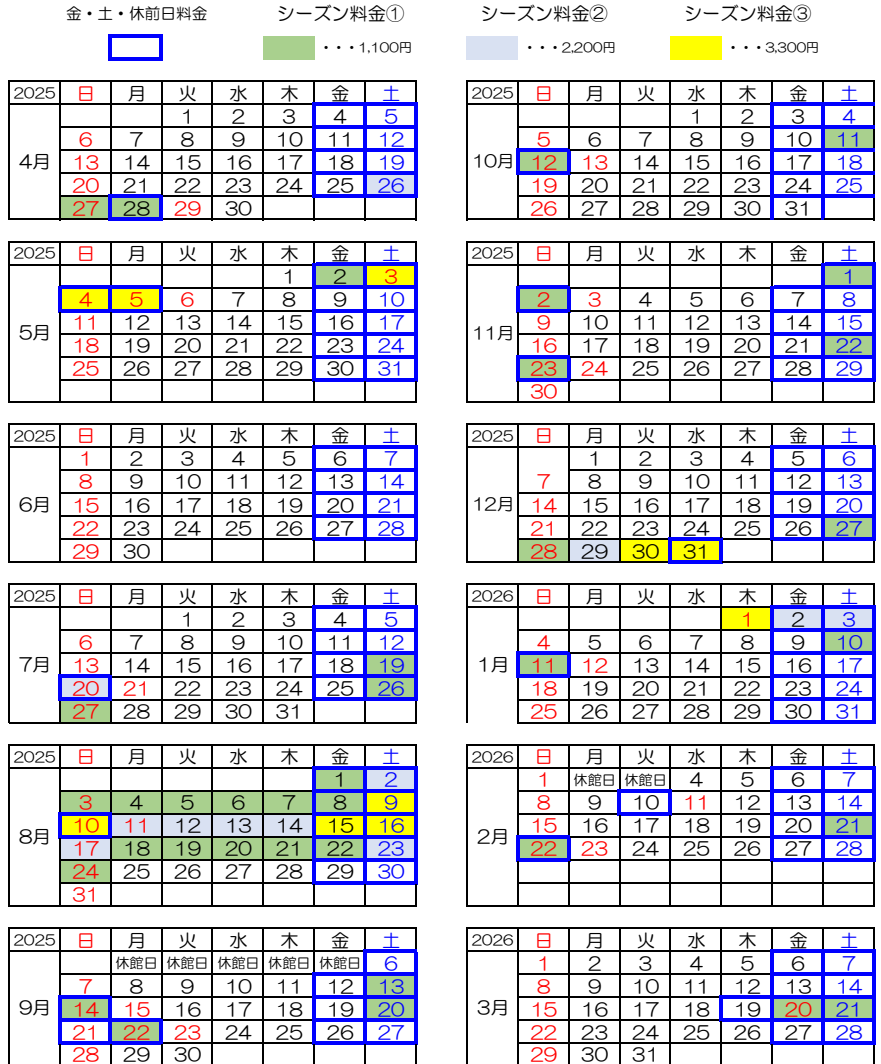 金・土・休前日料金 シーズン料金① シーズン料金② シーズン料金③
・・・1,100円 ・・・2,200円 ・・・3,300円
2025 日 月 火 水 木 金 土
1 2 3 4 5
6 7 8 9 10 11 12
4月 13 14 15 16 17 18 19
20 21 22 23 24 25 26
27 28 29 30
2025 日 月 火 水 木 金 土
1 2 3 4
5 6 7 8 9 10 11
10月 12 13 14 15 16 17 18
19 20 21 22 23 24 25
26 27 28 29 30 31
2025 日 月 火 水 木 金 土
1 2 3
4 5 6 7 8 9 10
11 12 13 14 15 16 17
5月 18 19 20 21 22 23 24
25 26 27 28 29 30 31
2025 日 月 火 水 木 金 土
1
2 3 4 5 6 7 8
9 10 11 12 13 14 15
11月 16 17 18 19 20 21 22
23 24 25 26 27 28 29
30
2025 日 月 火 水 木 金 土
1 2 3 4 5 6 7
8 9 10 11 12 13 14
6月 15 16 17 18 19 20 21
22 23 24 25 26 27 28
29 30
2025 日 月 火 水 木 金 土
1 2 3 4 5 6
7 8 9 10 11 12 13
12月 14 15 16 17 18 19 20
21 22 23 24 25 26 27
28 29 30 31
2025 日 月 火 水 木 金 土
1 2 3 4 5
6 7 8 9 10 11 12
7月 13 14 15 16 17 18 19
20 21 22 23 24 25 26
27 28 29 30 31
2026 日 月 火 水 木 金 土
1 2 3
4 5 6 7 8 9 10
1月 11 12 13 14 15 16 17
18 19 20 21 22 23 24
25 26 27 28 29 30 31
2025 日 月 火 水 木 金 土
1 2
3 4 5 6 7 8 9
10 11 12 13 14 15 16
8月 17 18 19 20 21 22 23
24 25 26 27 28 29 30
31
2026 日 月 火 水 木 金 土
1 休館日 休館日 4 5 6 7
8 9 10 11 12 13 14
15 16 17 18 19 20 21
2月 22 23 24 25 26 27 28
2025 日 月 火 水 木 金 土
休館日 休館日 休館日 休館日 休館日 6
7 8 9 10 11 12 13
9月 14 15 16 17 18 19 20
21 22 23 24 25 26 27
28 29 30
2026 日 月 火 水 木 金 土
1 2 3 4 5 6 7
8 9 10 11 12 13 14
3月 15 16 17 18 19 20 21
22 23 24 25 26 27 28
29 30 31